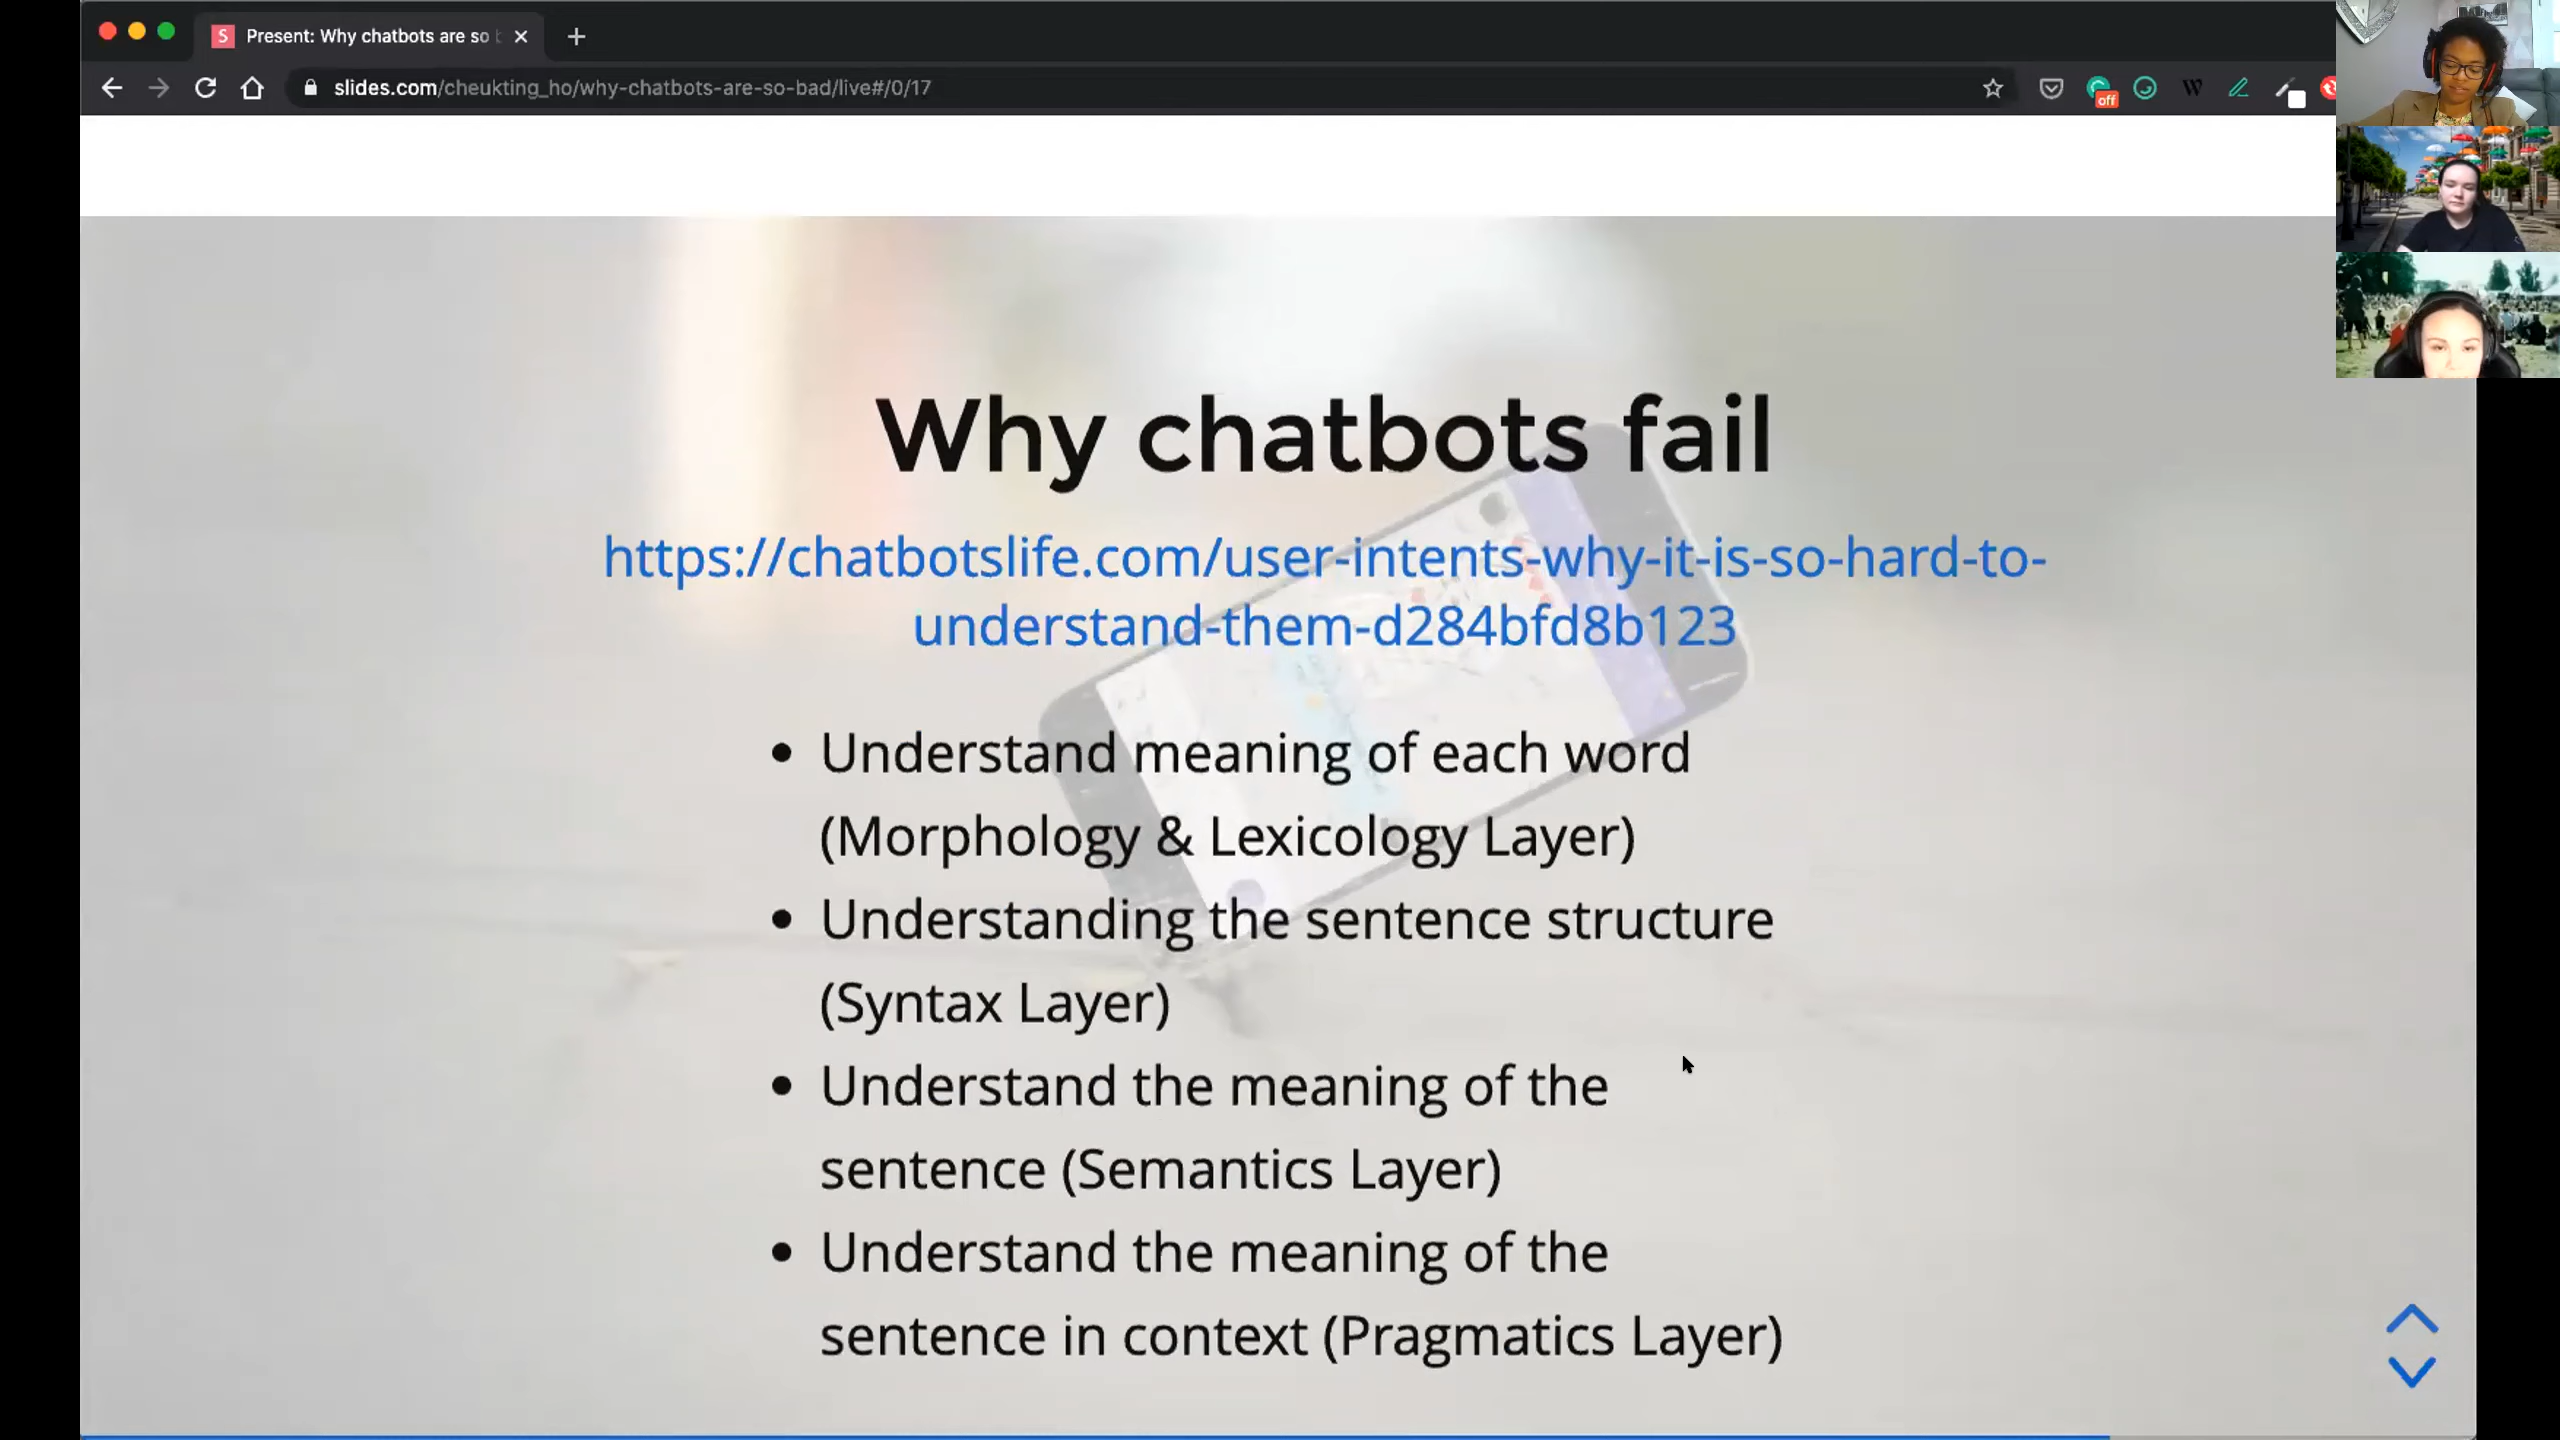 S Present: Why chatbots are so
slides.com/cheukting_ho/why-chatbots-are-so-bad/live#/0/17
off
W
Why chatbots fail
https://chatbotslife.com/user-intents-why-it-is-so-hard-to-
understand-them-d284bfd8b123
• Understand meaning of each word
(Morphology & Lexicology Layer)
• Understanding the sentence structure
(Syntax Layer)
• Understand the meaning of the
sentence (Semantics Layer)
• Understand the meaning of the
sentence in context (Pragmatics Layer)